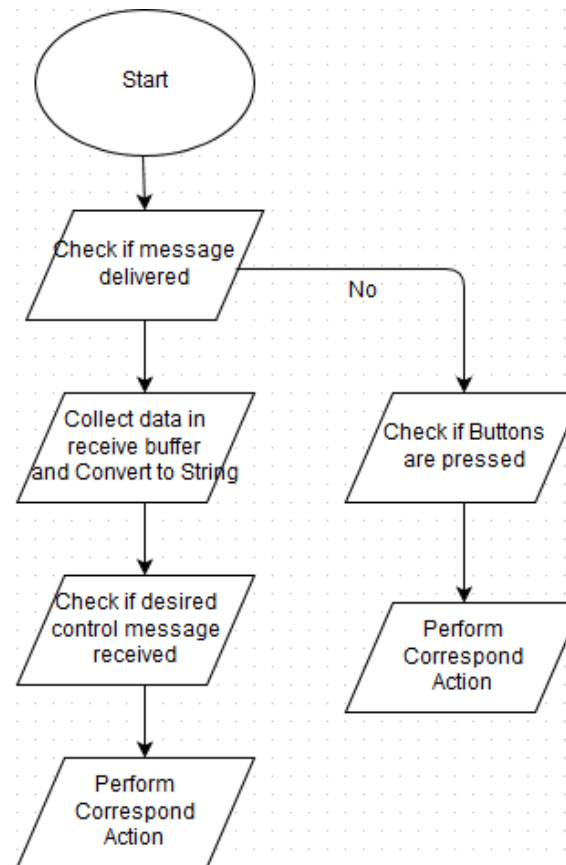 Start
Check if message
delivered
No
Collect data in
receive buffer
and Convert to String
Check if Buttons
are pressed
Check if desired
control message
received
Perform
Correspond
Action
Perform
Correspond
Action